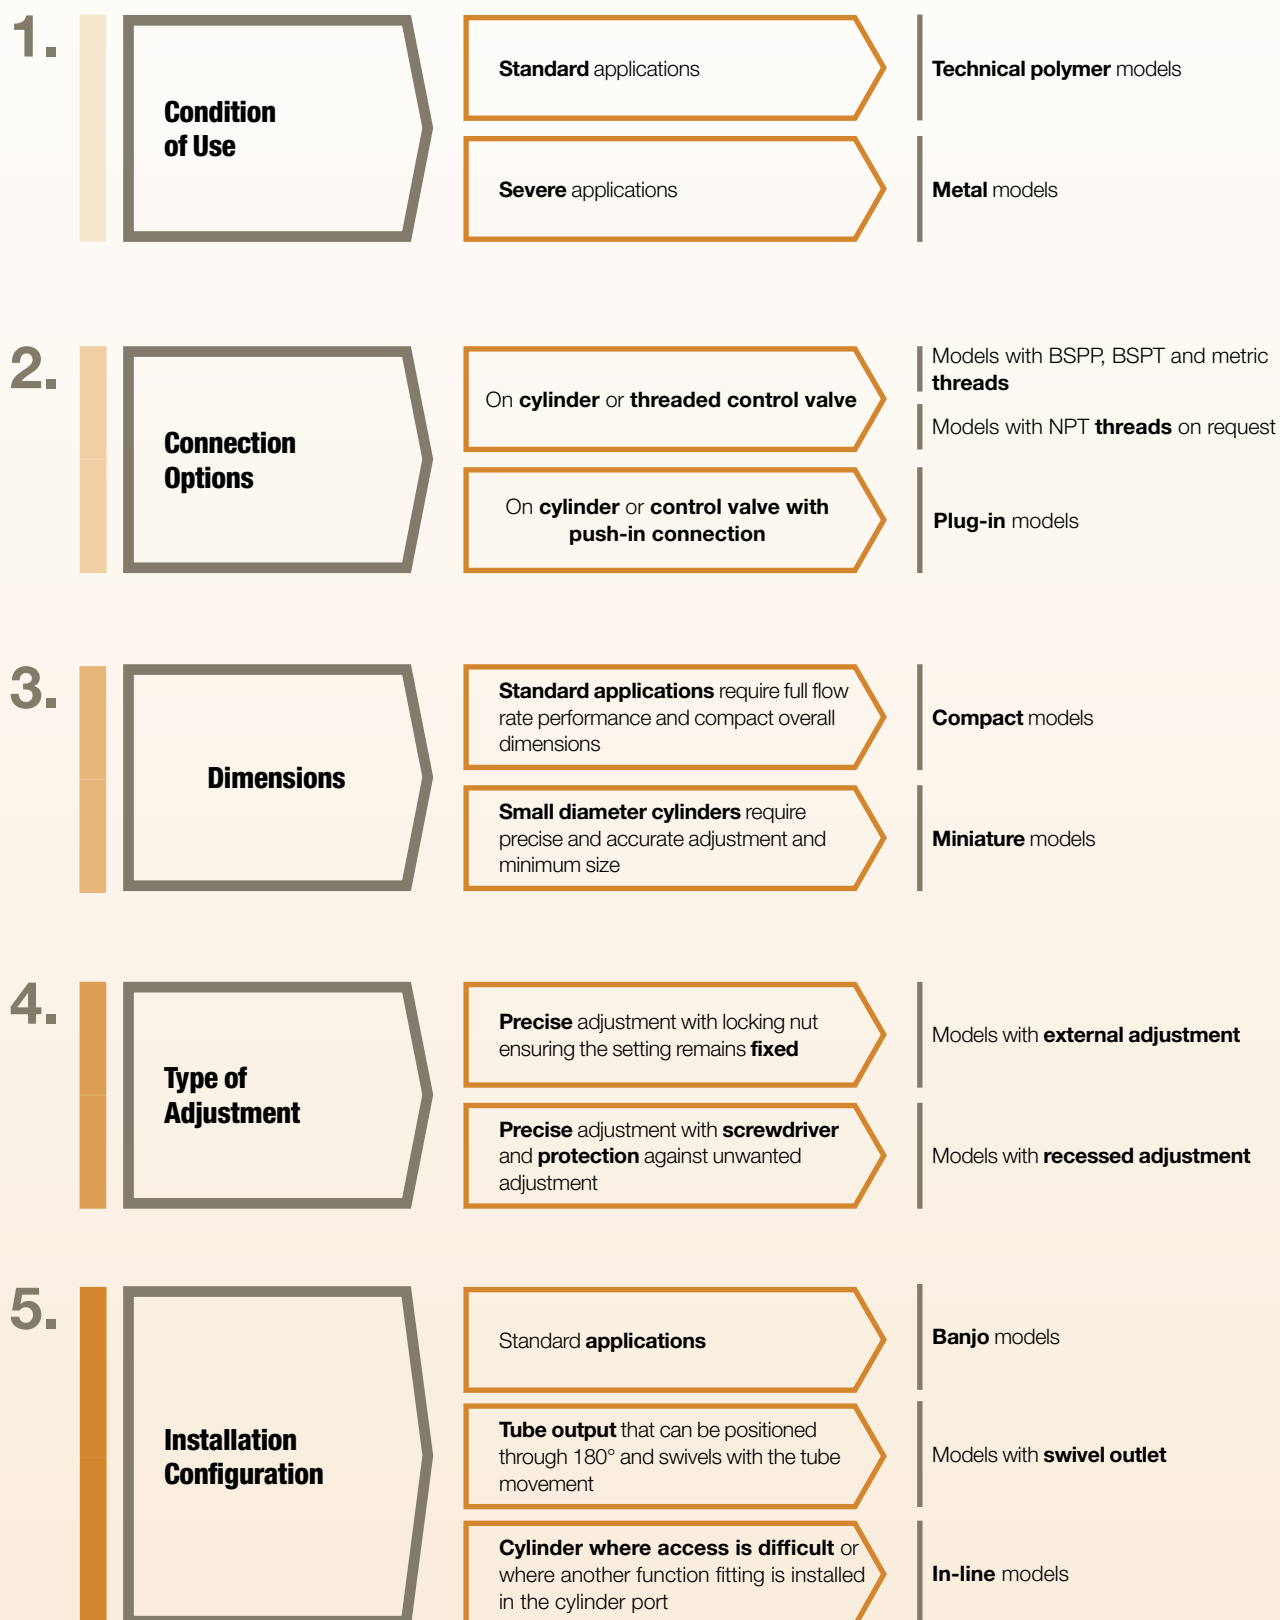 1.
Condition
of Use
Standard applications
Technical polymer models
Severe applications
Metal models
2.
Connection
Options
On cylinder or threaded control valve
Models with BSPP, BSPT and metric
threads
Models with NPT threads on request
On cylinder or control valve with
push-in connection
Plug-in models
3.
Dimensions
Standard applications require full flow
rate performance and compact overall
dimensions
Compact models
Small diameter cylinders require
precise and accurate adjustment and
minimum size
Miniature models
4.
Type of
Adjustment
Precise adjustment with locking nut
ensuring the setting remains fixed
Models with external adjustment
Precise adjustment with screwdriver
and protection against unwanted
adjustment
Models with recessed adjustment
5.
Installation
Configuration
Standard applications
Banjo models
Tube output that can be positioned
through 180° and swivels with the tube
movement
Models with swivel outlet
Cylinder where access is difficult or
where another function fitting is installed
in the cylinder port
In-line models